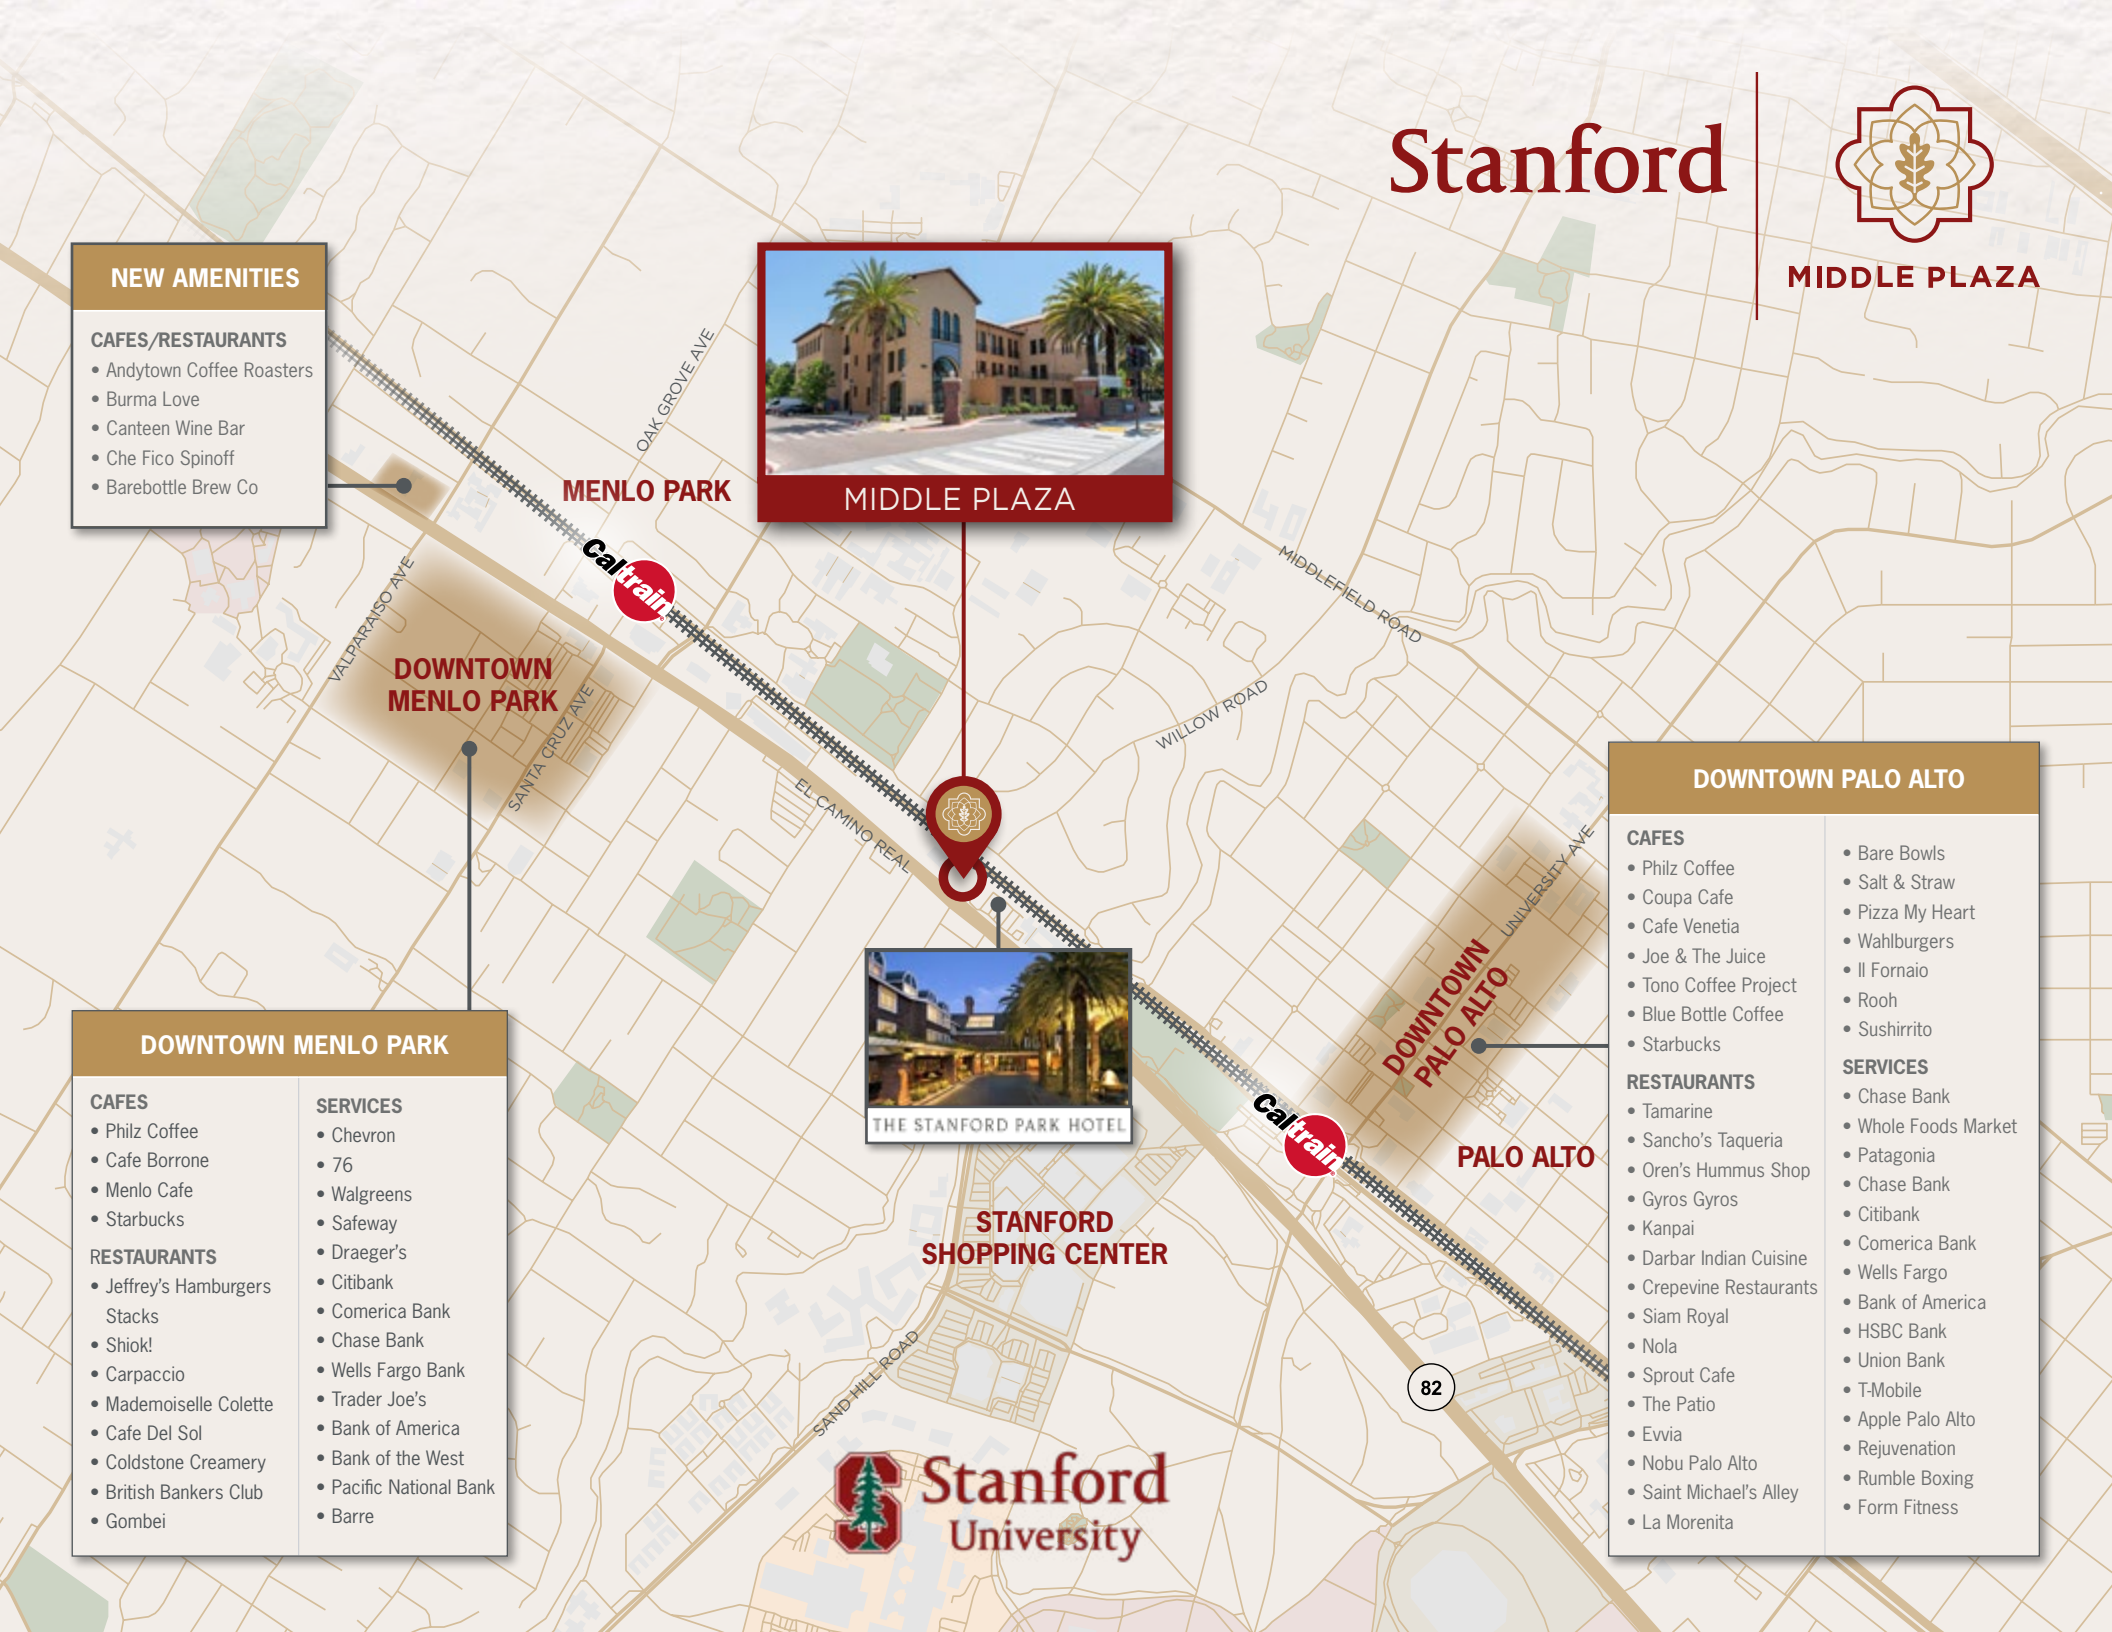 Stanford
MIDDLE PLAZA
NEW AMENITIES
CAFES/RESTAURANTS
• Andytown Coffee Roasters
• Burma Love
• Canteen Wine Bar
• Che Fico Spinoff
• Barebottle Brew Co
OAK GROVE AVE
MENLO PARK
MIDDLE PLAZA
Caltrain
VALPARAISO AVE
DOWNTOWN
MENLO PARK
SANTA CRUZ AVE
EL CAMINO REAL
WILLOW ROAD
MIDDLEFIELD ROAD
UNIVERSITY AVE
DOWNTOWN
PALO ALTO
THE STANFORD PARK HOTEL
Caltrain
PALO ALTO
STANFORD
SHOPPING CENTER
SAND HILL ROAD
82
Stanford
University
DOWNTOWN MENLO PARK
CAFES
• Philz Coffee
• Cafe Borrone
• Menlo Cafe
• Starbucks
RESTAURANTS
• Jeffrey's Hamburgers
Stacks
• Shiok!
• Carpaccio
• Mademoiselle Colette
• Cafe Del Sol
• Coldstone Creamery
• British Bankers Club
• Gombei
SERVICES
• Chevron
• 76
• Walgreens
• Safeway
• Draeger's
• Citibank
• Comerica Bank
• Chase Bank
• Wells Fargo Bank
• Trader Joe's
• Bank of America
• Bank of the West
• Pacific National Bank
• Barre
DOWNTOWN PALO ALTO
CAFES
• Philz Coffee
• Coupa Cafe
• Cafe Venetia
• Joe & The Juice
• Tono Coffee Project
• Blue Bottle Coffee
• Starbucks
RESTAURANTS
• Tamarine
• Sancho's Taqueria
• Oren's Hummus Shop
• Gyros Gyros
• Kanpai
• Darbar Indian Cuisine
• Crepevine Restaurants
• Siam Royal
• Nola
• Sprout Cafe
• The Patio
• Evvia
• Nobu Palo Alto
• Saint Michael's Alley
• La Morenita
• Bare Bowls
• Salt & Straw
• Pizza My Heart
• Wahlburgers
• Il Fornaio
• Rooh
• Sushirrito
SERVICES
• Chase Bank
• Whole Foods Market
• Patagonia
• Chase Bank
• Citibank
• Comerica Bank
• Wells Fargo
• Bank of America
• HSBC Bank
• Union Bank
• T-Mobile
• Apple Palo Alto
• Rejuvenation
• Rumble Boxing
• Form Fitness